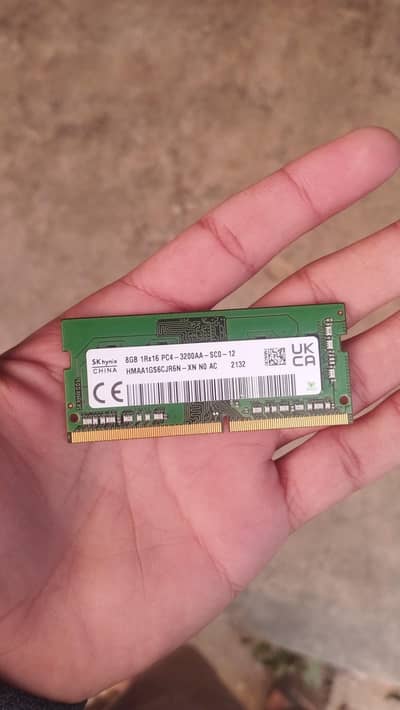 SK hynix
CHINA
8GB 1Rx16 PC4-3200AA-SC0-12
HMAA1GS6CJR6N-XN N0 AC 2132
CE
UK
CA